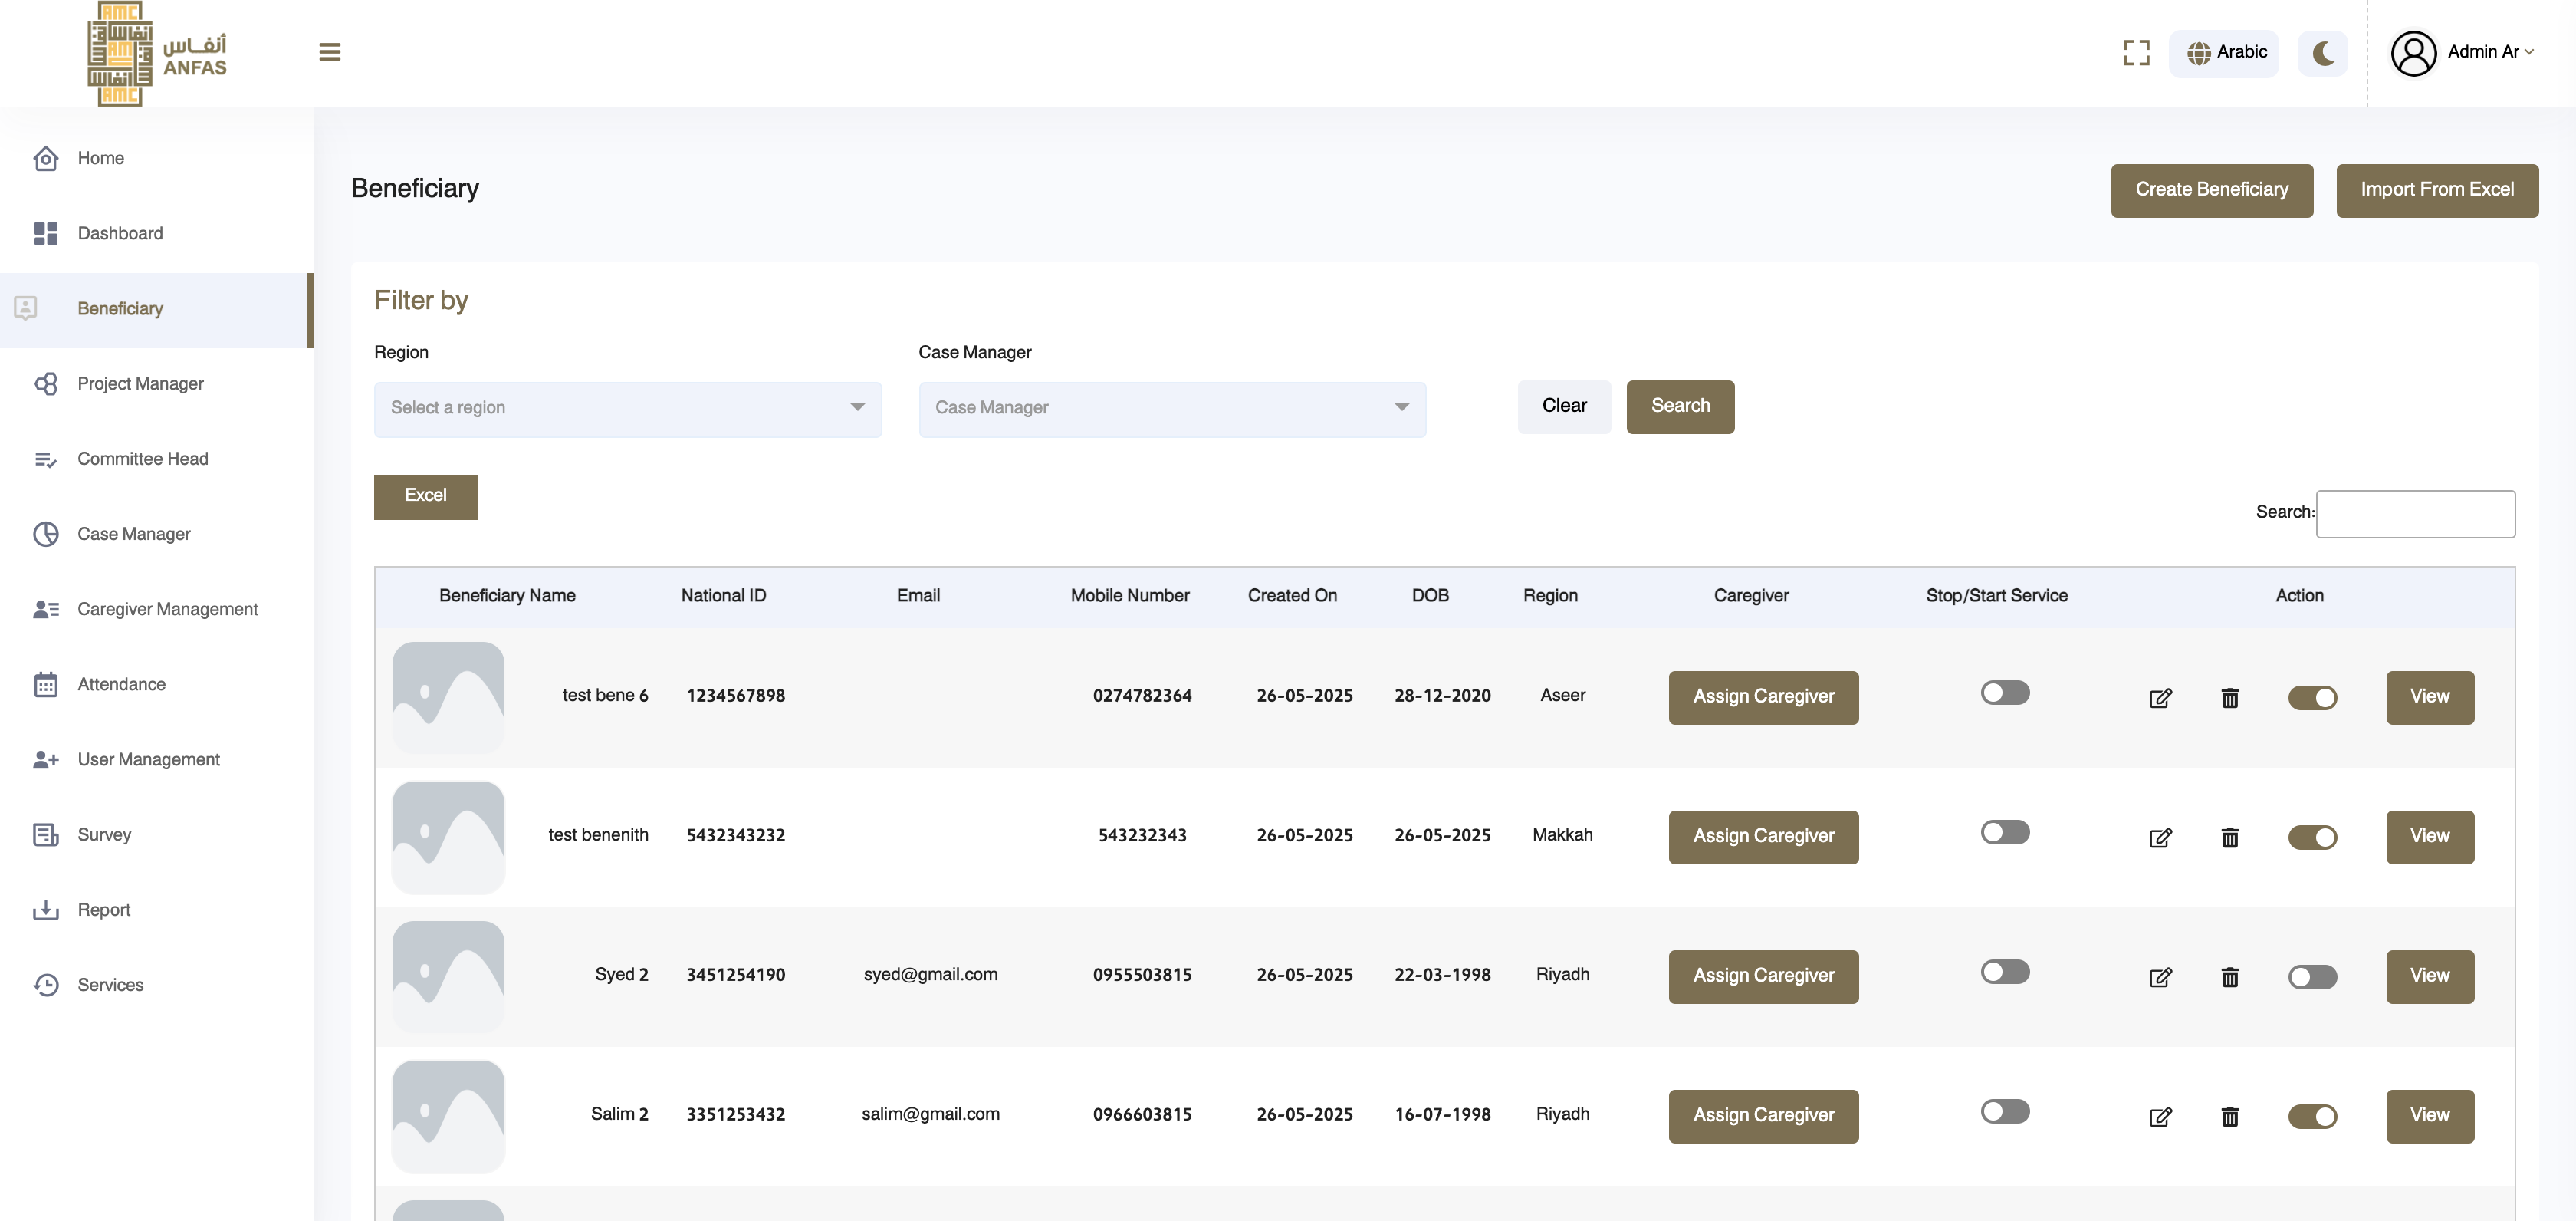 AMC
أنفاس
ANFAS
AMC
Arabic
Admin Ar
Home
Dashboard
Beneficiary
Project Manager
Committee Head
Case Manager
Caregiver Management
Attendance
User Management
Survey
Report
Services
Beneficiary
Create Beneficiary
Import From Excel
Filter by
Region
Case Manager
Select a region
Case Manager
Clear
Search
Excel
Search:
Beneficiary Name National ID Email Mobile Number Created On DOB Region Caregiver Stop/Start Service Action
test bene 6 1234567898 0274782364 26-05-2025 28-12-2020 Aseer Assign Caregiver View
test benenith 5432343232 543232343 26-05-2025 26-05-2025 Makkah Assign Caregiver View
Syed 2 3451254190 syed@gmail.com 0955503815 26-05-2025 22-03-1998 Riyadh Assign Caregiver View
Salim 2 3351253432 salim@gmail.com 0966603815 26-05-2025 16-07-1998 Riyadh Assign Caregiver View